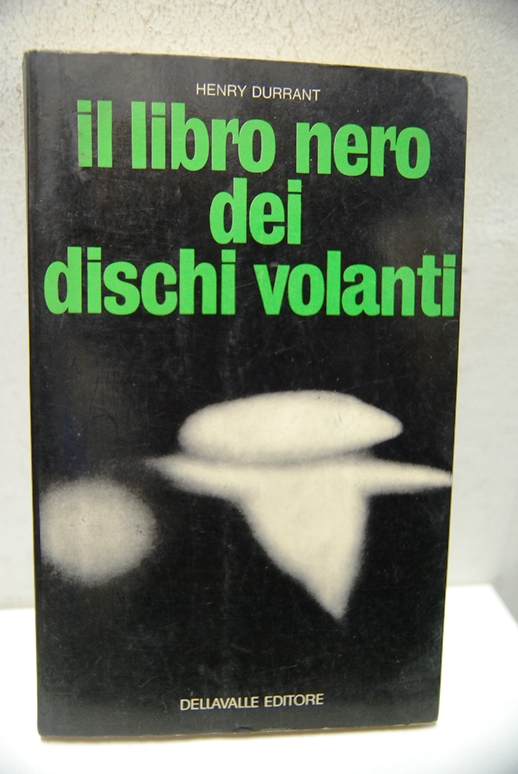 HENRY DURRANT
il libro nero
dei
dischi volanti
DELLAVALLE EDITORE